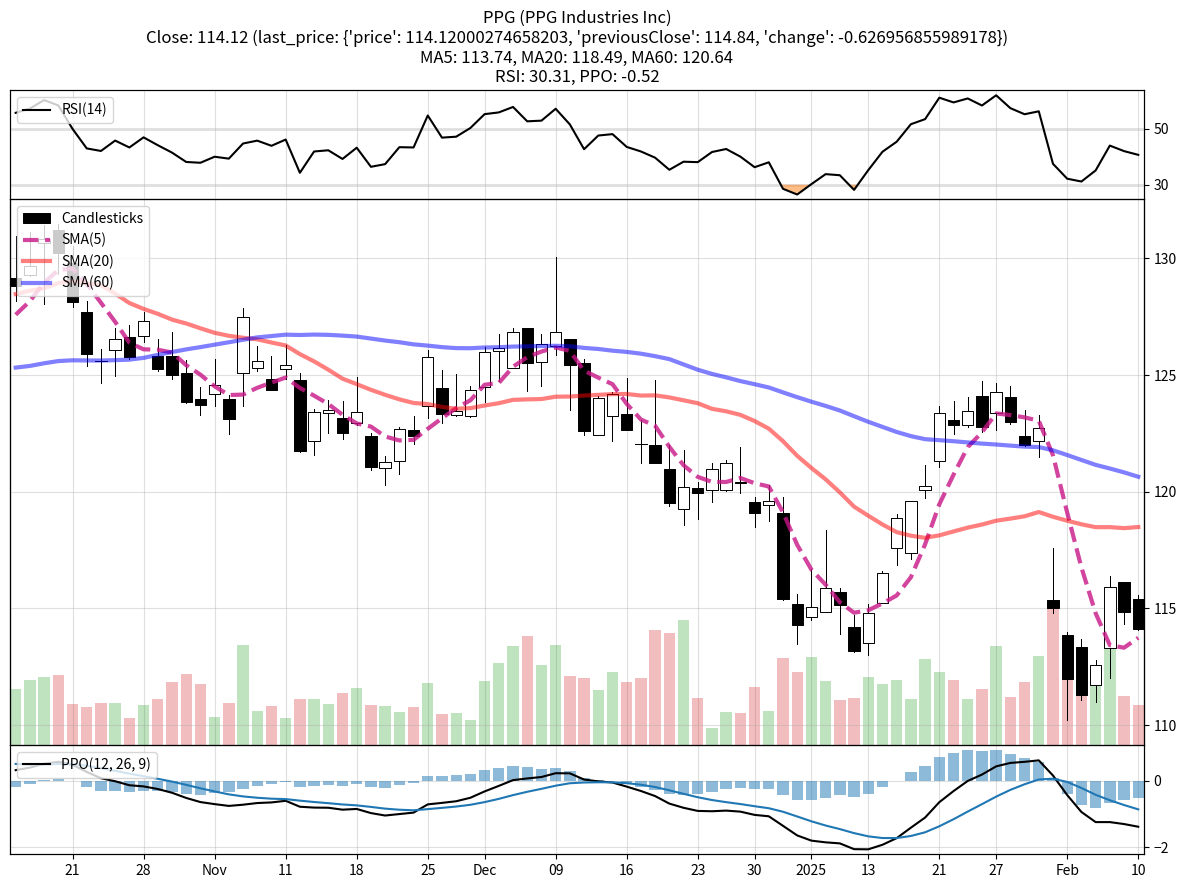 PPG (PPG Industries Inc)
Close: 114.12 (last_price: {'price': 114.12000274658203, 'previousClose': 114.84, 'change': -0.626956855989178})
MA5: 113.74, MA20: 118.49, MA60: 120.64
RSI: 30.31, PPO: -0.52
RSI(14)
50
30
Candlesticks
SMA(5)
SMA(20)
SMA(60)
130
125
120
115
110
PPO(12, 26, 9)
0
−2
21 28 Nov 11 18 25 Dec 09 16 23 30 2025 13 21 27 Feb 10